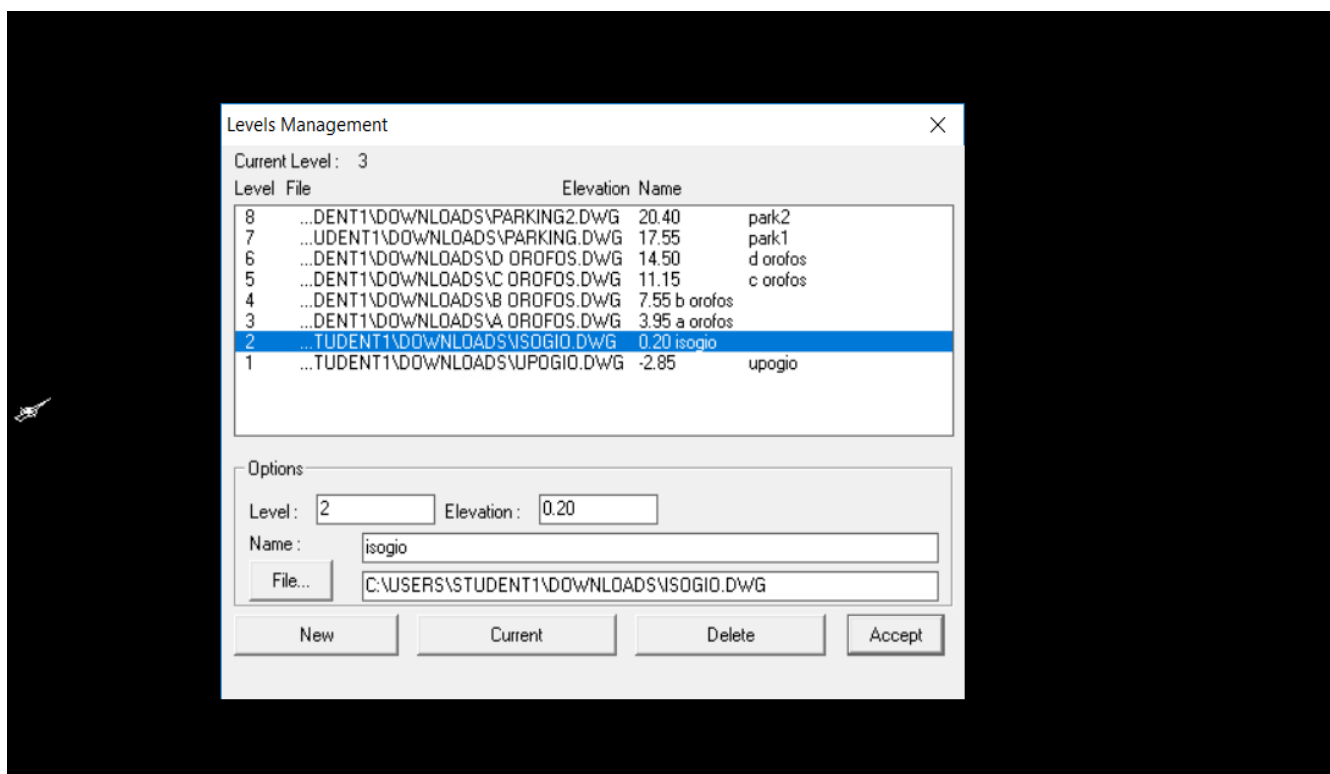 Levels Management
Current Level : 3
Level File Elevation Name
8 ...DENT1\DOWNLOADS\PARKING2.DWG 20.40 park2
7 ...UDENT1\DOWNLOADS\PARKING.DWG 17.55 park1
6 ...DENT1\DOWNLOADS\D OROFOS.DWG 14.50 d orofos
5 ...DENT1\DOWNLOADS\C OROFOS.DWG 11.15 c orofos
4 ...DENT1\DOWNLOADS\B OROFOS.DWG 7.55 b orofos
3 ...DENT1\DOWNLOADS\A OROFOS.DWG 3.95 a orofos
2 ...TUDENT1\DOWNLOADS\ISOGIO.DWG 0.20 isogio
1 ...TUDENT1\DOWNLOADS\UPOGIO.DWG -2.85 upogio
Options
Level : 2 Elevation : 0.20
Name : isogio
File... C:\USERS\STUDENT1\DOWNLOADS\ISOGIO.DWG
New Current Delete Accept